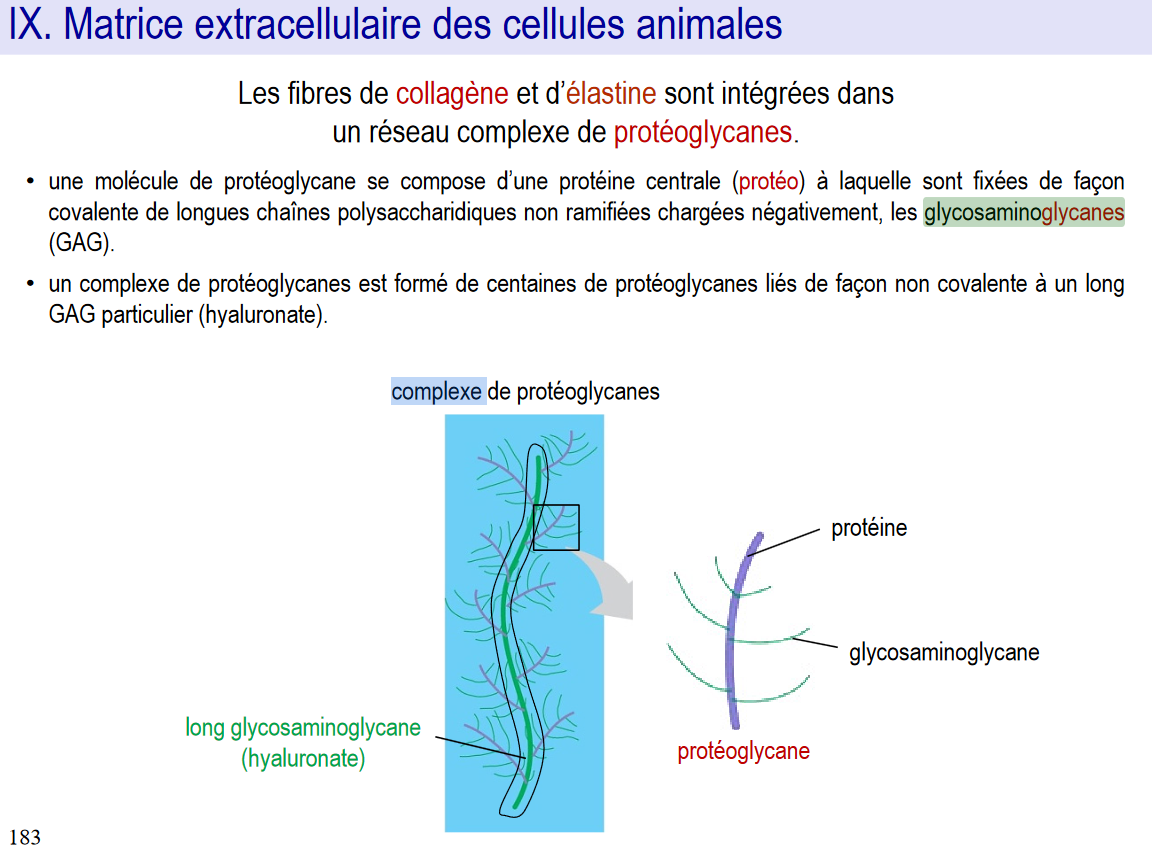 IX. Matrice extracellulaire des cellules animales
Les fibres de collagène et d’élastine sont intégrées dans
un réseau complexe de protéoglycanes.
• une molécule de protéoglycane se compose d’une protéine centrale (protéo) à laquelle sont fixées de façon
covalente de longues chaînes polysaccharidiques non ramifiées chargées négativement, les glycosaminoglycanes
(GAG).
• un complexe de protéoglycanes est formé de centaines de protéoglycanes liés de façon non covalente à un long
GAG particulier (hyaluronate).
complexe de protéoglycanes
protéine
glycosaminoglycane
long glycosaminoglycane
(hyaluronate)
protéoglycane
183